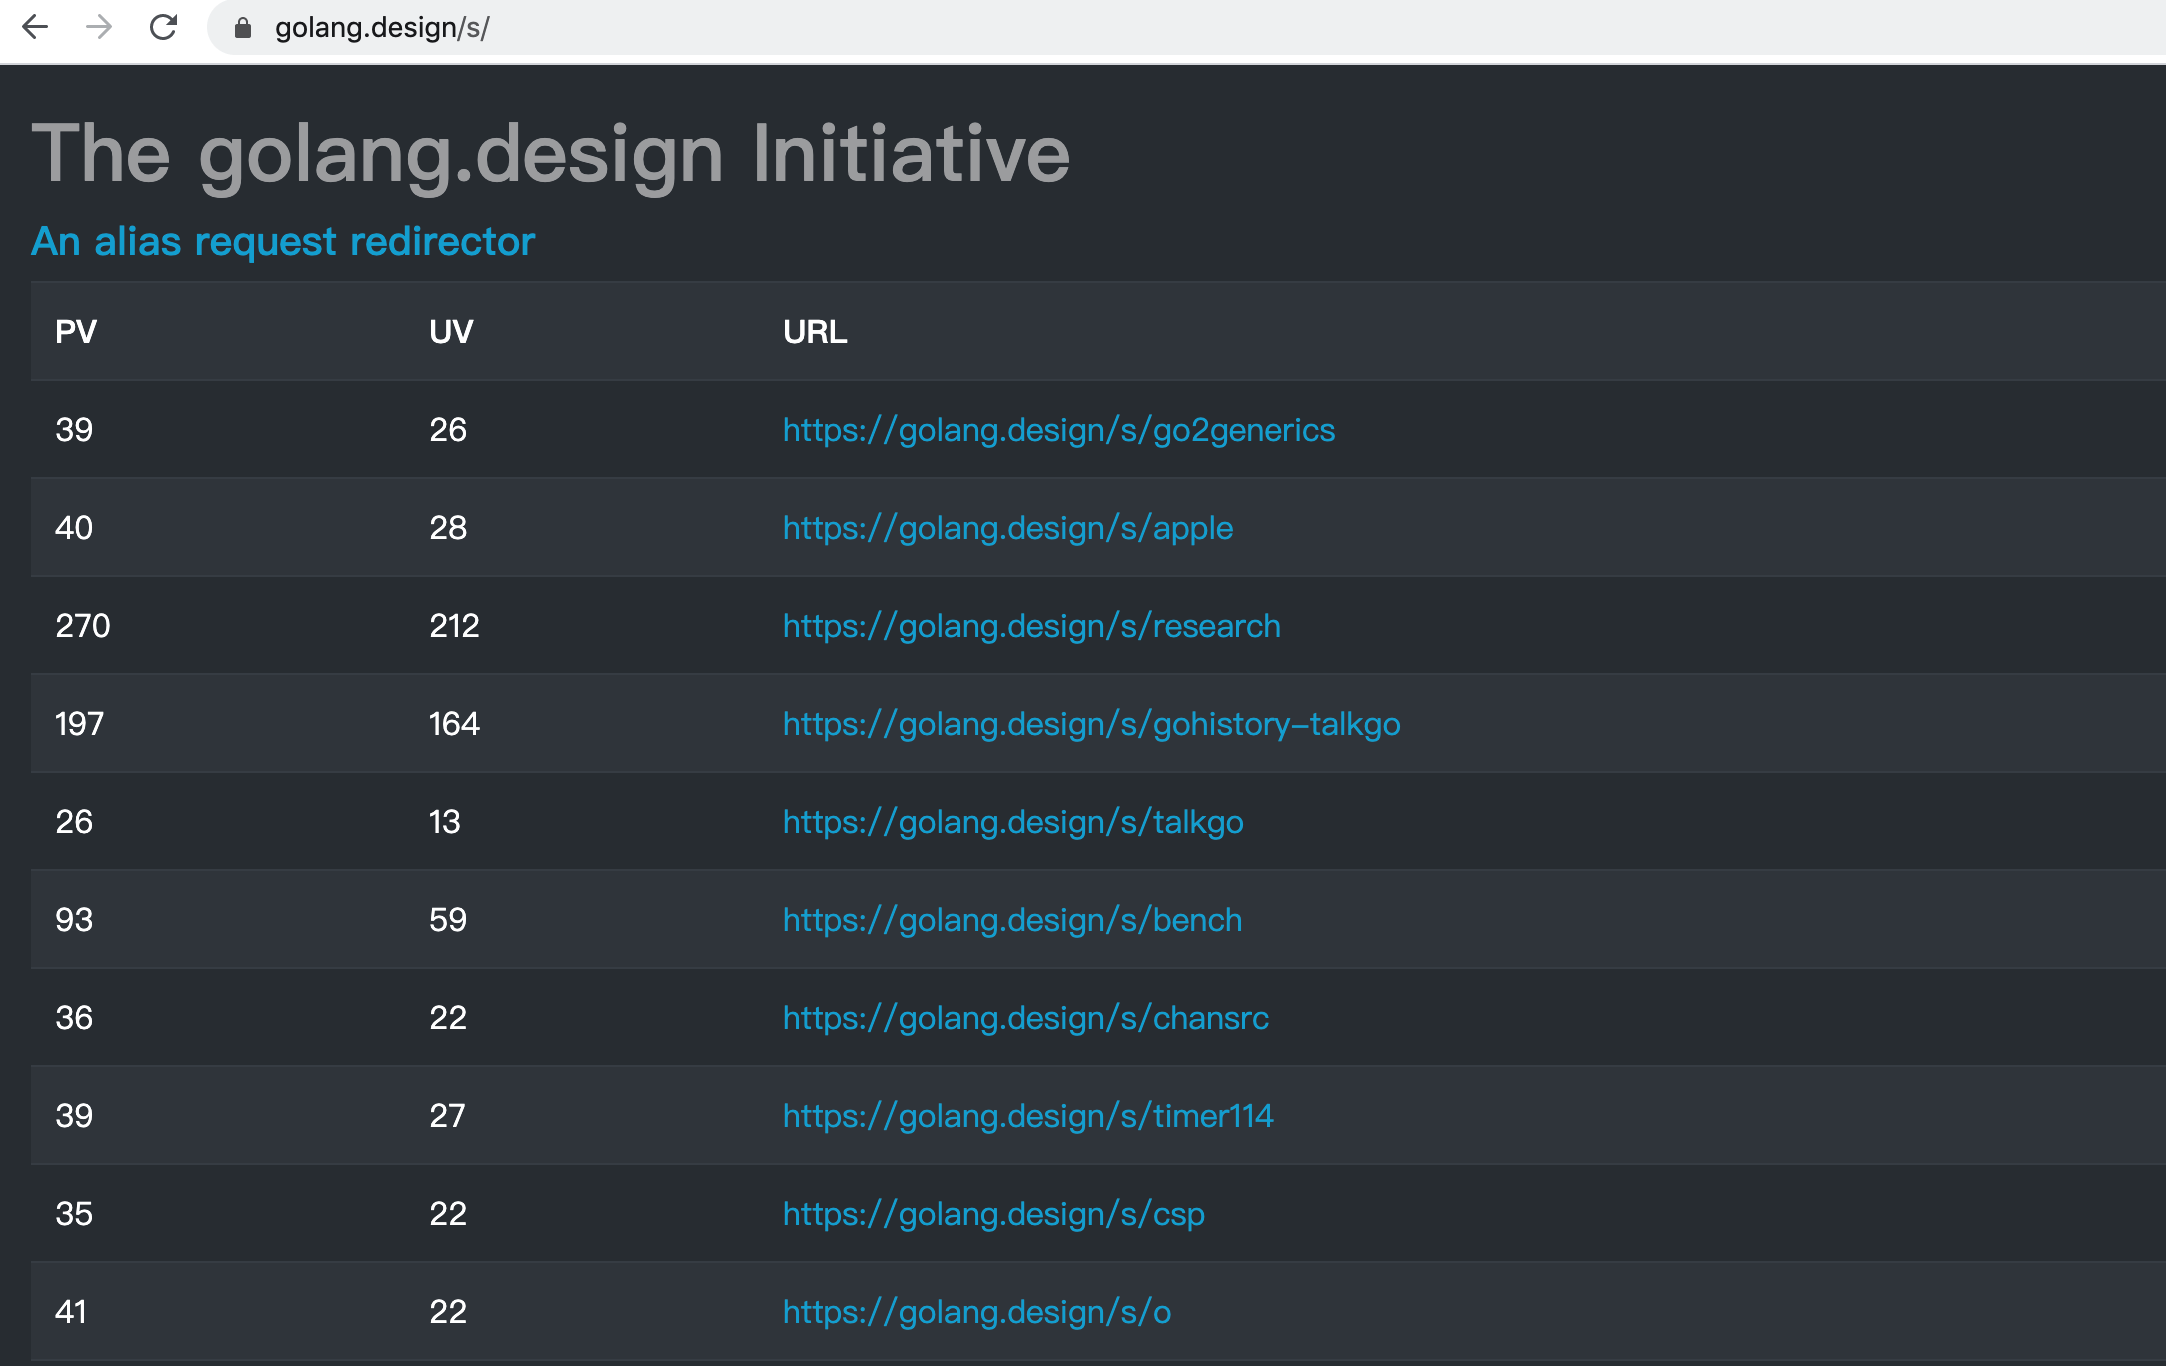 golang.design/s/
The golang.design Initiative
An alias request redirector
PV UV URL
39 26 https://golang.design/s/go2generics
40 28 https://golang.design/s/apple
270 212 https://golang.design/s/research
197 164 https://golang.design/s/gohistory-talkgo
26 13 https://golang.design/s/talkgo
93 59 https://golang.design/s/bench
36 22 https://golang.design/s/chansrc
39 27 https://golang.design/s/timer114
35 22 https://golang.design/s/csp
41 22 https://golang.design/s/o